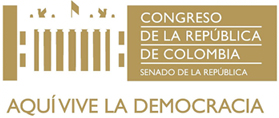 CONGRESO
DE LA REPÚBLICA
DE COLOMBIA
SENADO DE LA REPÚBLICA
AQUÍ VIVE LA DEMOCRACIA